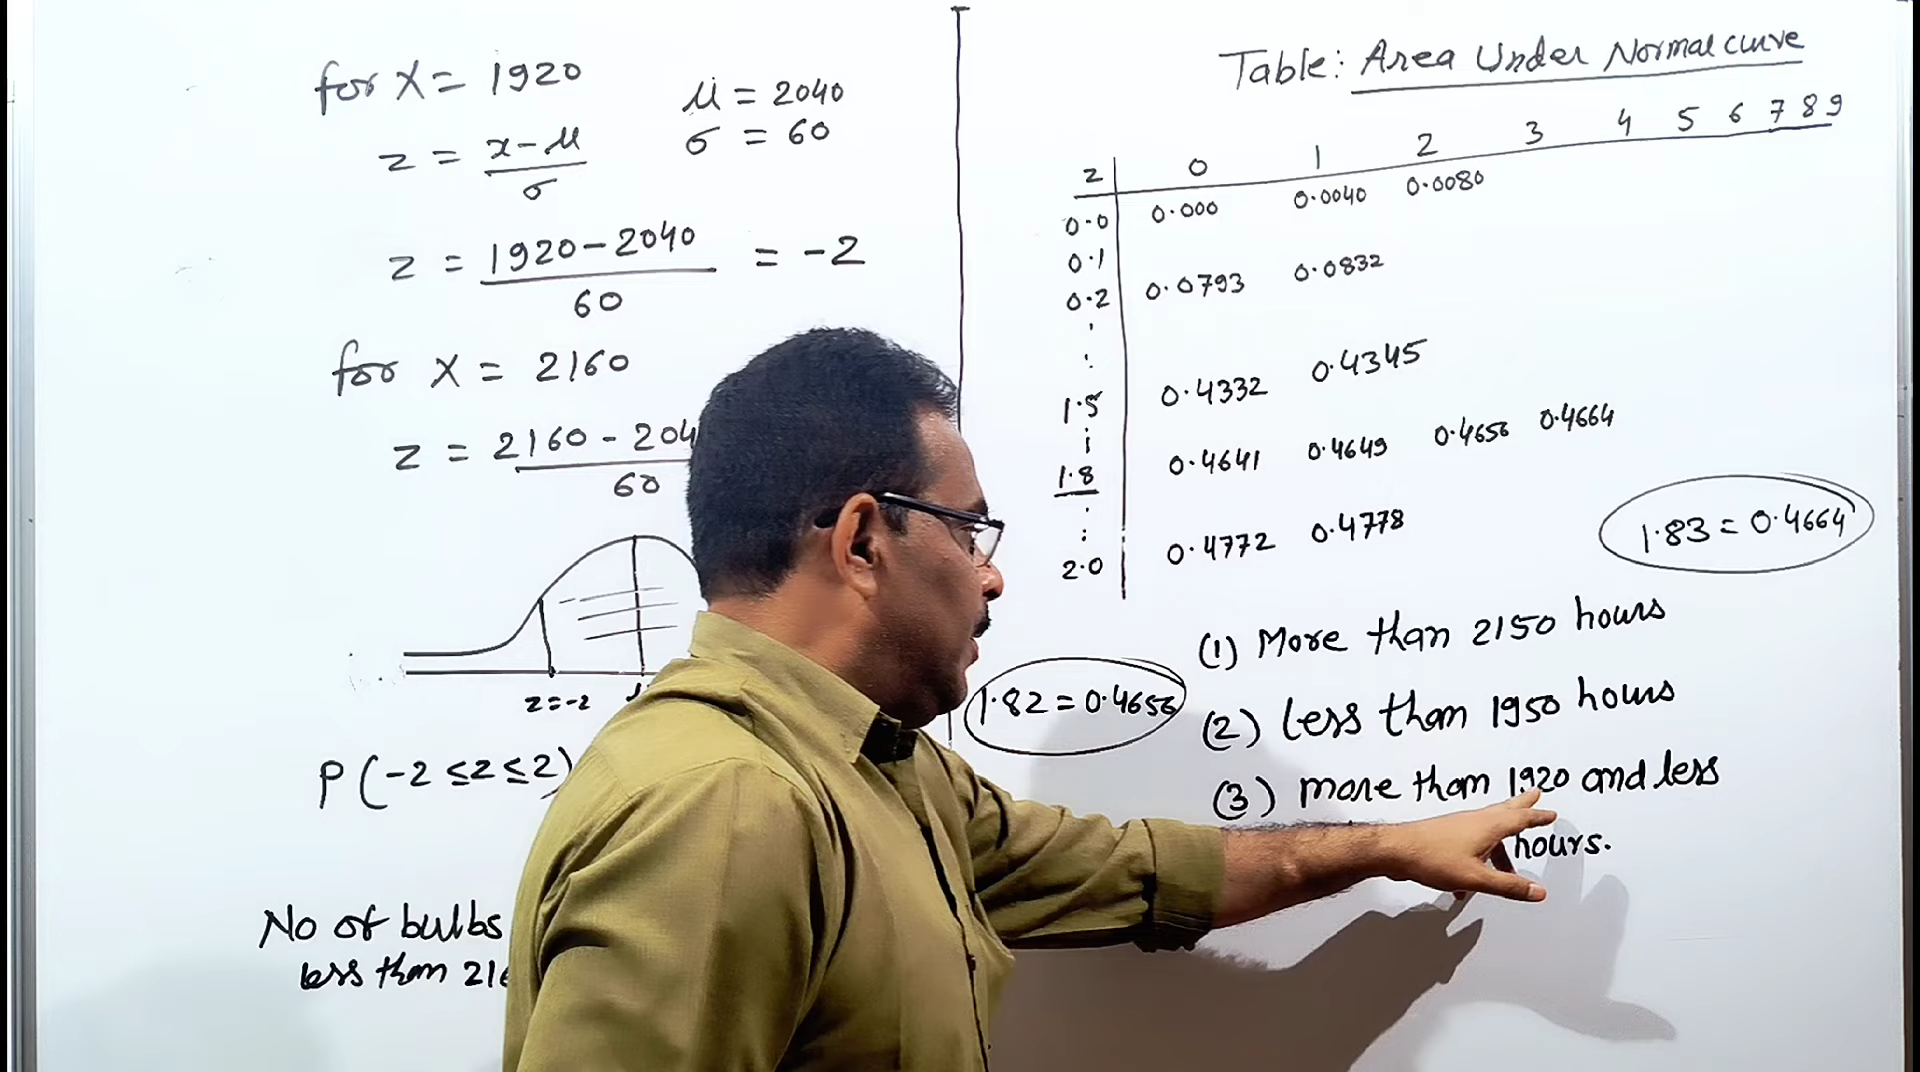 for X = 1920
μ = 2040
σ = 60
z = x-μ / σ
z = 1920-2040 / 60 = -2
for X = 2160
z = 2160 - 204 / 60
z=-2
P(-2 ≤z ≤2)
No of bulbs
less than 216
Table: Area Under Normal curve
z 0 1 2 3 4 5 6 7 8 9
0.0 0.000 0.0040 0.0080
0.1
0.2 0.0793 0.0832
1.5 0.4332 0.4345
1.8 0.4641 0.4649 0.4656 0.4664
2.0 0.4772 0.4778
1.83 = 0.4664
1.82 = 0.4656
(1) More than 2150 hours
(2) less than 1950 hours
(3) more than 1920 and less
hours.